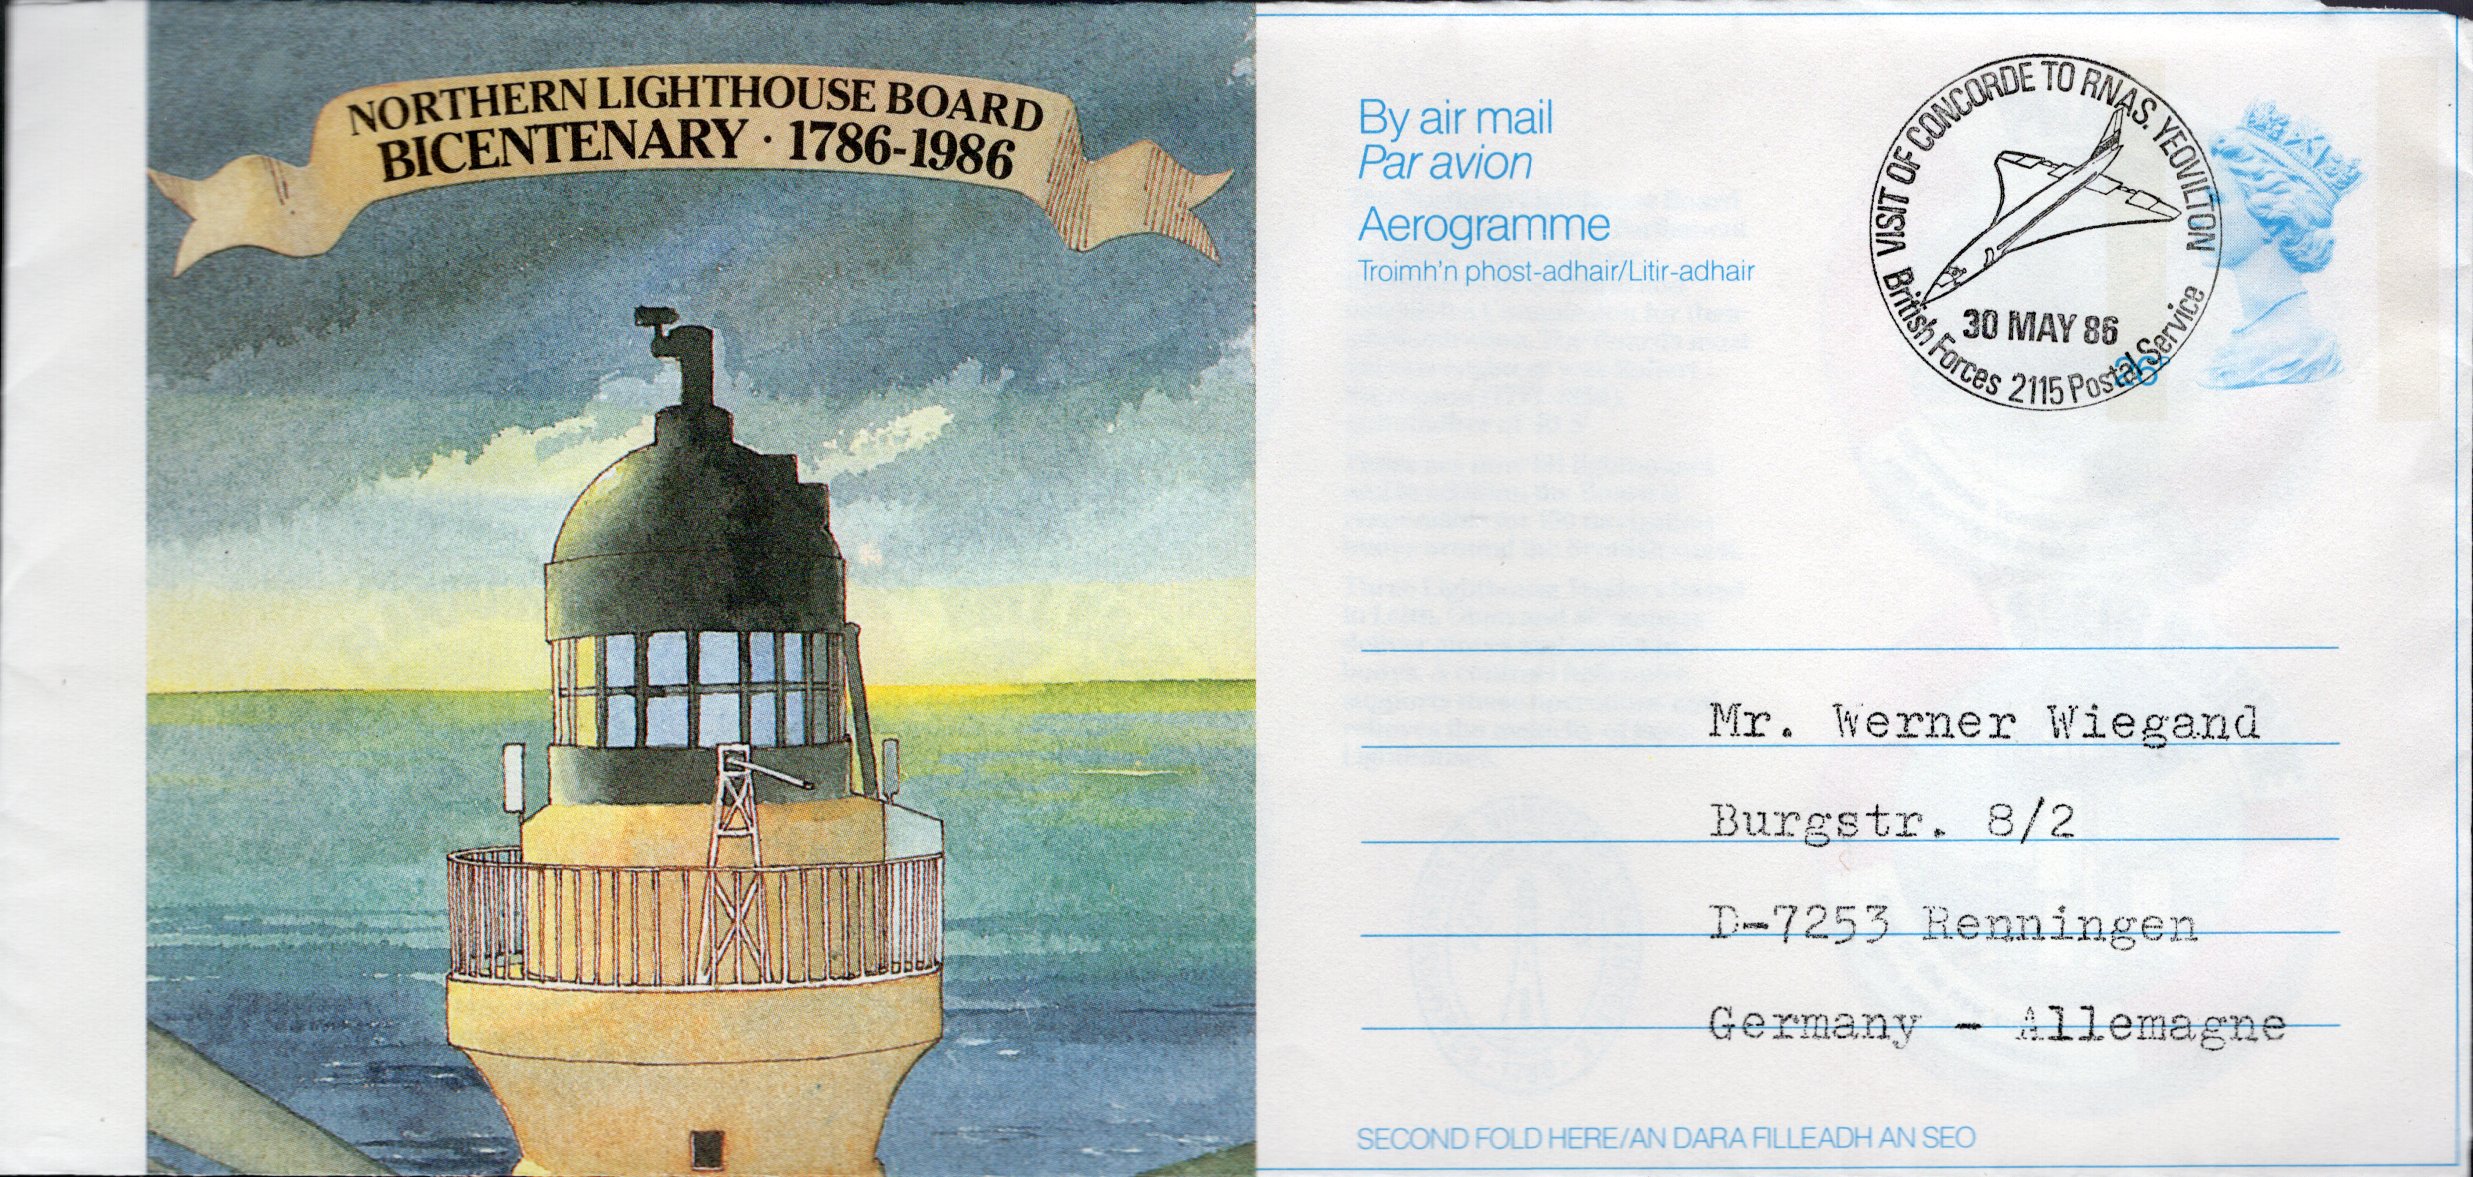 NORTHERN LIGHTHOUSE BOARD
BICENTENARY · 1786-1986
By air mail
Par avion
Aerogramme
Troimh'n phost-adhair/Litir-adhair
VISIT OF CONCORDE TO RNAS. YEOVILTON
30 MAY 86
British Forces 2115 Postal Service
Mr. Werner Wiegand
Burgstr. 8/2
D-7253 Renningen
Germany - Allemagne
SECOND FOLD HERE/AN DARA FILLEADH AN SEO